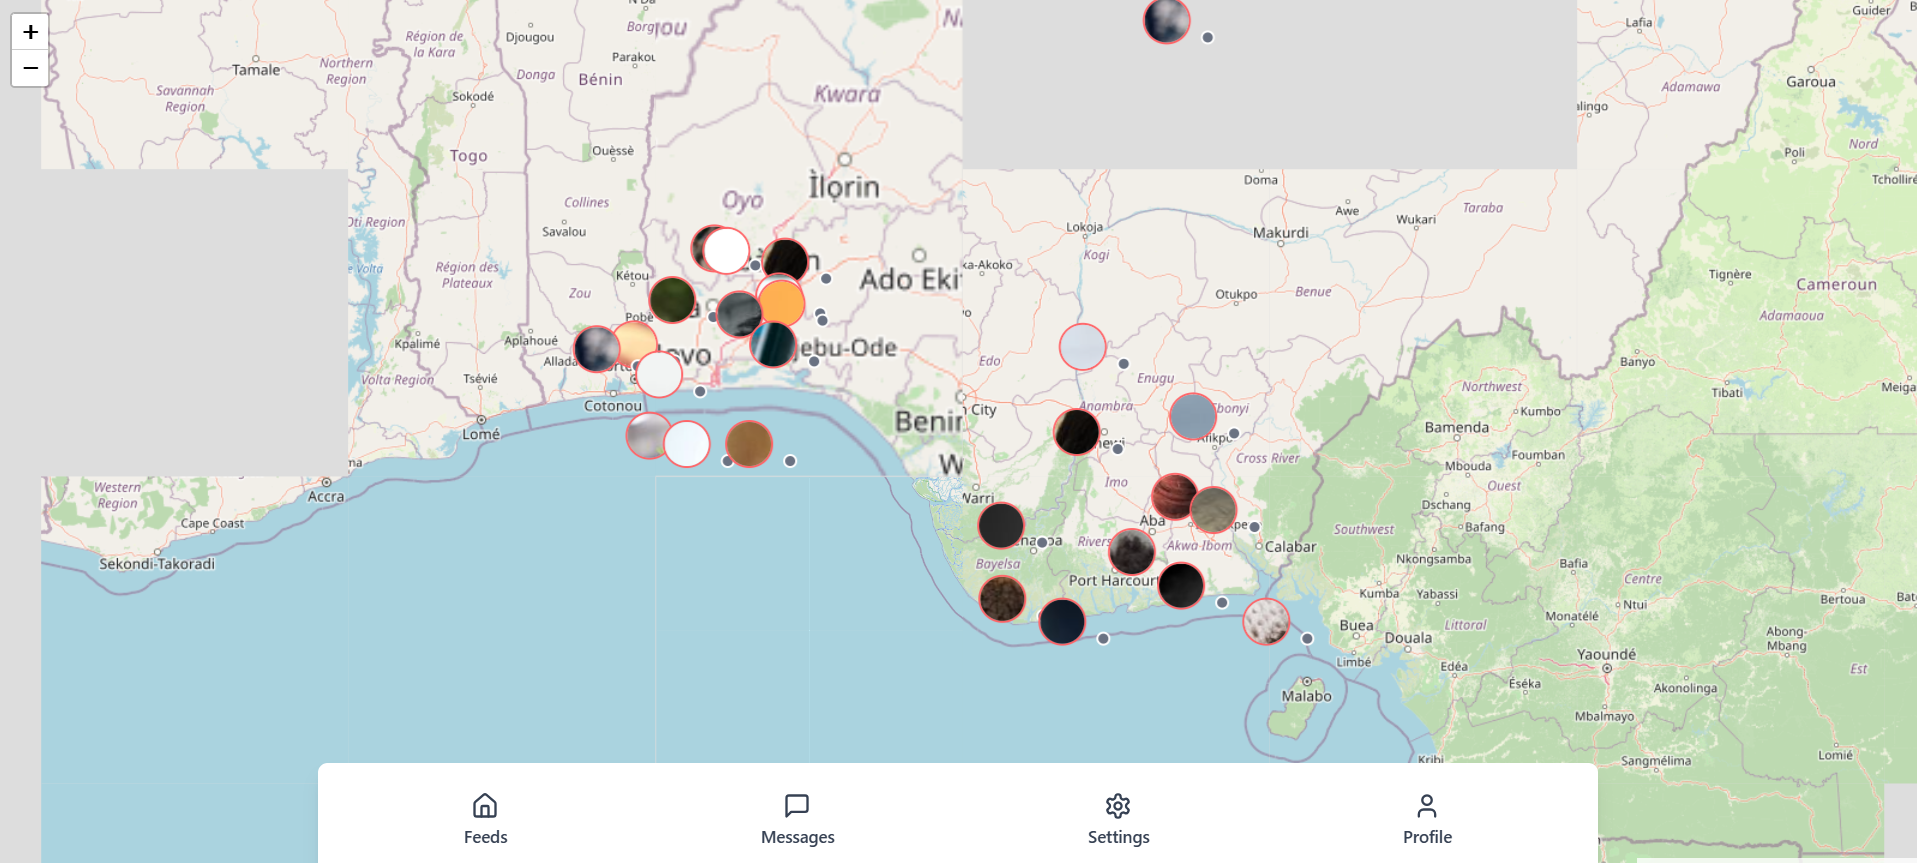 +
−
Région de
la Kara
Djougou
Borg
Parakou
Tamale
Northern
Region
Donga
Bénin
Savannah
Region
Sokodé
Kwara
Togo
Ouèssè
Ìlọrin
Oyo
Collines
Savalou
Oti Region
Région des
Plateaux
Kétou
Zou
Pobè
Ado Eki
Kpalimé
Aplahoué
Allada
ebu-Ode
Volta Region
Tsévié
Cotonou
Lomé
Benin
Accra
Western
Region
Cape Coast
Sekondi-Takoradi
Lafia
Guider
Adamawa
Garoua
Poli
Nord
Tcholliré
Doma
Awe
Wukari
Taraba
Lokoja
Makurdi
Kogi
ka-Akoko
Otukpo
Benue
Tignère
Cameroun
Adamaoua
Edo
Enugu
Banyo
Tibati
Meiga
City
Anambra
Ebonyi
Northwest
Kumbo
Bamenda
Foumban
Mbouda
Ouest
Cross River
Imo
Warri
Dschang
Bafang
Aba
Southwest
Rivers
Akwa Ibom
Calabar
Nkongsamba
Bafia
Centre
Bayelsa
Port Harcourt
Kumba
Yabassi
Ntui
Bertoua
Monatélé
Littoral
Buea
Douala
Abong-
Mbang
Limbé
Edéa
Yaoundé
Est
Éséka
Akonolinga
Malabo
Mbalmayo
Kribi
Sangmélima
Lomié
Feeds
Messages
Settings
Profile